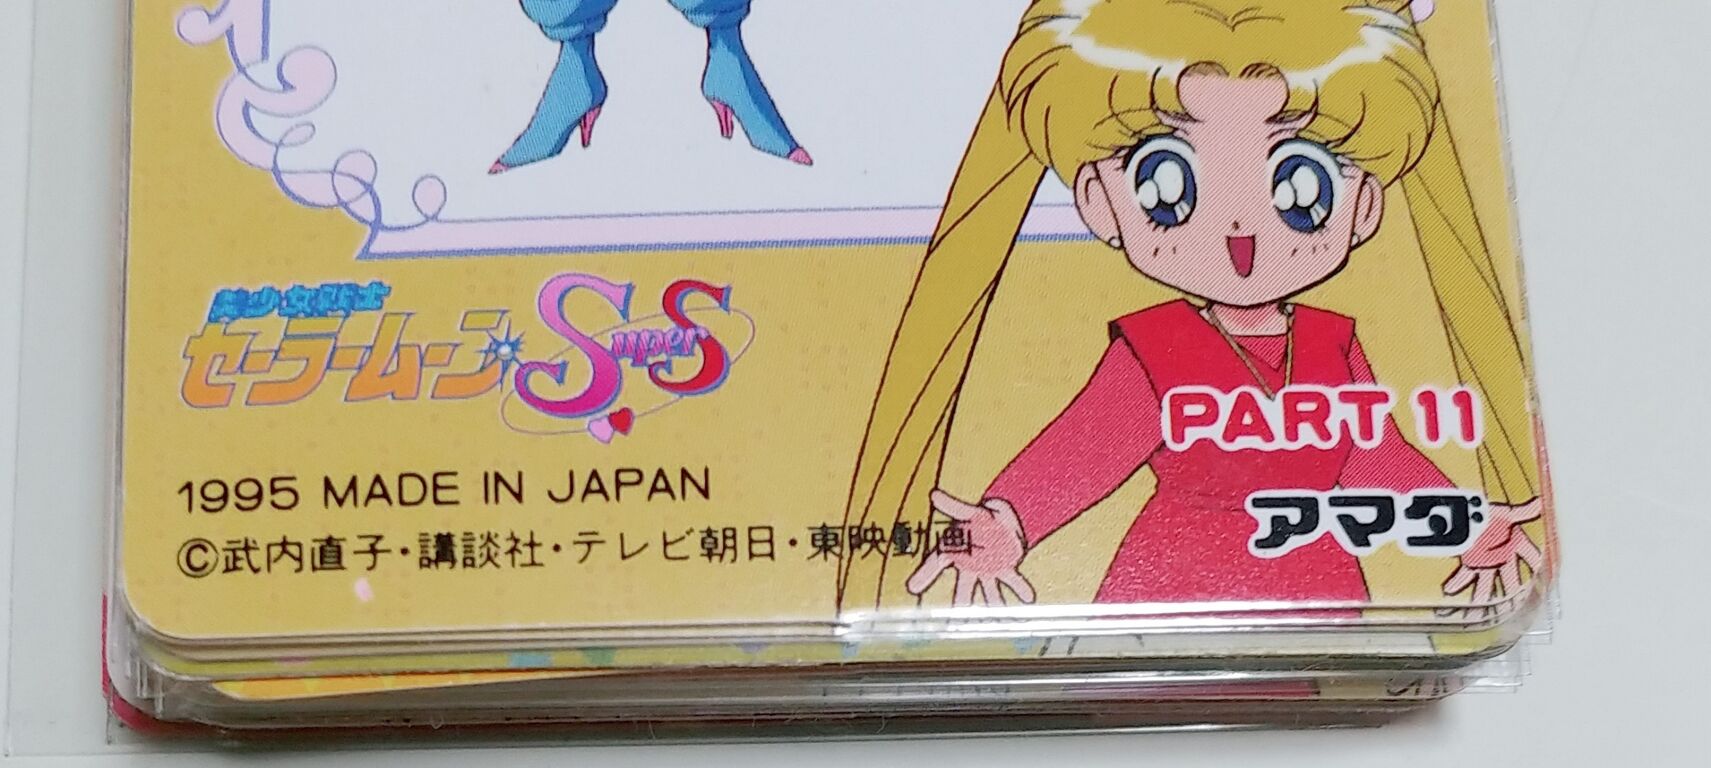 美少女戦士
セーラームーン SuperS
PART 11
1995 MADE IN JAPAN
アマダ
©武内直子・講談社・テレビ朝日・東映動画